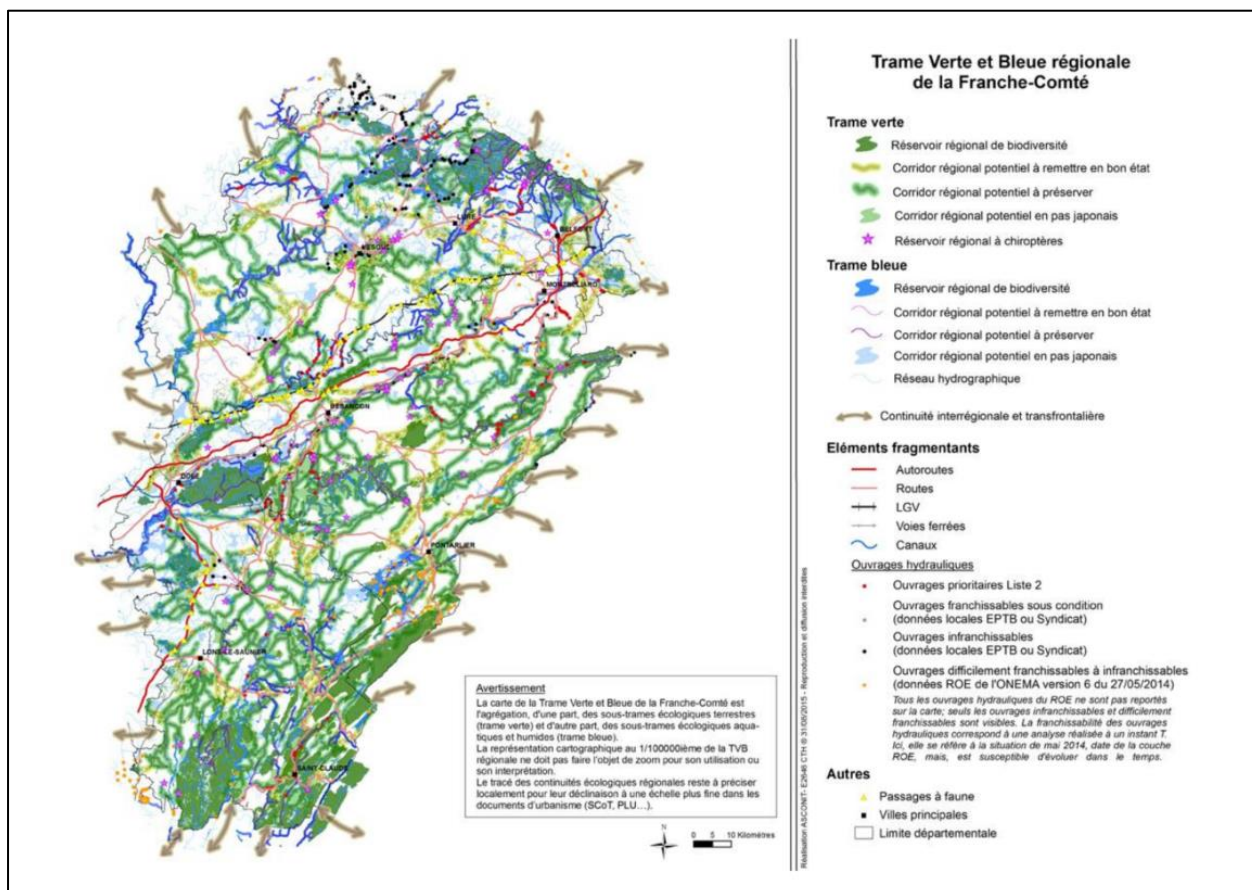 Trame Verte et Bleue régionale
de la Franche-Comté
Trame verte
Réservoir régional de biodiversité
Corridor régional potentiel à remettre en bon état
Corridor régional potentiel à préserver
Corridor régional potentiel en pas japonais
Réservoir régional à chiroptères
Trame bleue
Réservoir régional de biodiversité
Corridor régional potentiel à remettre en bon état
Corridor régional potentiel à préserver
Corridor régional potentiel en pas japonais
Réseau hydrographique
Continuité interrégionale et transfrontalière
Eléments fragmentants
Autoroutes
Routes
LGV
Voies ferrées
Canaux
Ouvrages hydrauliques
Ouvrages prioritaires Liste 2
Ouvrages franchissables sous condition
(données locales EPTB ou Syndicat)
Ouvrages infranchissables
(données locales EPTB ou Syndicat)
Ouvrages difficilement franchissables à infranchissables
(données ROE de l'ONEMA version 6 du 27/05/2014)
Tous les ouvrages hydrauliques du ROE ne sont pas reportés
sur la carte; seuls les ouvrages infranchissables et difficilement
franchissables sont visibles. La franchissabilité des ouvrages
hydrauliques correspond à une analyse réalisée à un instant T.
Ici, elle se réfère à la situation de mai 2014, date de la couche
ROE, mais, est susceptible d'évoluer dans le temps.
Autres
Passages à faune
Villes principales
Limite départementale
Réalisation ASCONIT- E2646 CTH @ 31/08/2015 - Reproduction et diffusion interdites
LURE
VESOUL
BELFORT
MONTBELIARD
BESANCON
DOLE
PONTARLIER
LONS-LE-SAUNIER
SAINT-CLAUDE
Avertissement
La carte de la Trame Verte et Bleue de la Franche-Comté est
l'agrégation, d'une part, des sous-trames écologiques terrestres
(trame verte) et d'autre part, des sous-trames écologiques aqua-
tiques et humides (trame bleue).
La représentation cartographique au 1/100000ième de la TVB
régionale ne doit pas faire l'objet de zoom pour son utilisation ou
son interprétation.
Le tracé des continuités écologiques régionales reste à préciser
localement pour leur déclinaison à une échelle plus fine dans les
documents d'urbanisme (SCoT, PLU...).
N
0 5 10 Kilomètres